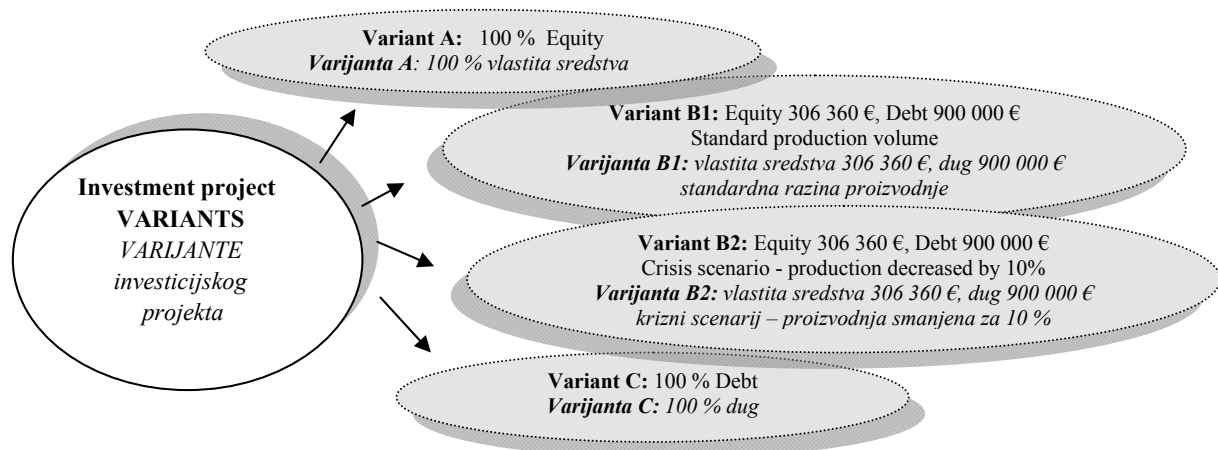 Variant A: 100 % Equity
Varijanta A: 100 % vlastita sredstva
Variant B1: Equity 306 360 €, Debt 900 000 €
Standard production volume
Varijanta B1: vlastita sredstva 306 360 €, dug 900 000 €
standardna razina proizvodnje
Investment project
VARIANTS
VARIJANTE
investicijskog
projekta
Variant B2: Equity 306 360 €, Debt 900 000 €
Crisis scenario - production decreased by 10%
Varijanta B2: vlastita sredstva 306 360 €, dug 900 000 €
krizni scenarij – proizvodnja smanjena za 10 %
Variant C: 100 % Debt
Varijanta C: 100 % dug